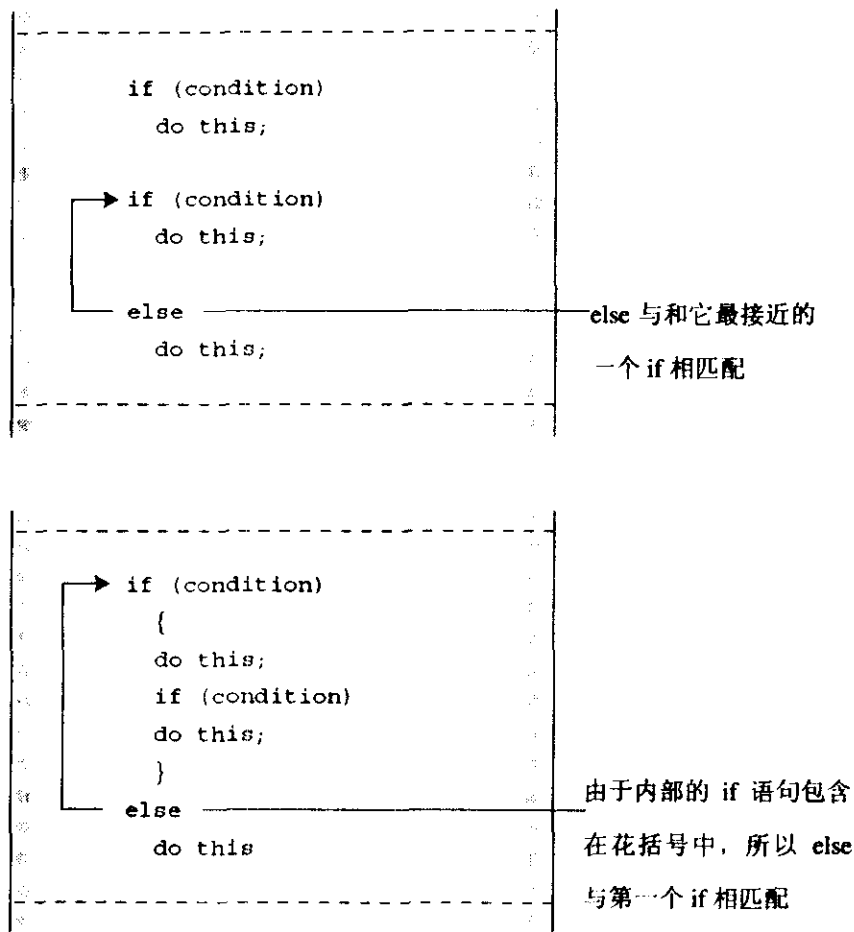 if (condition)
do this;
if (condition)
do this;
else
do this;
else 与和它最接近的
一个 if 相匹配
if (condition)
{
do this;
if (condition)
do this;
}
else
do this
由于内部的 if 语句包含
在花括号中，所以 else
与第一个 if 相匹配